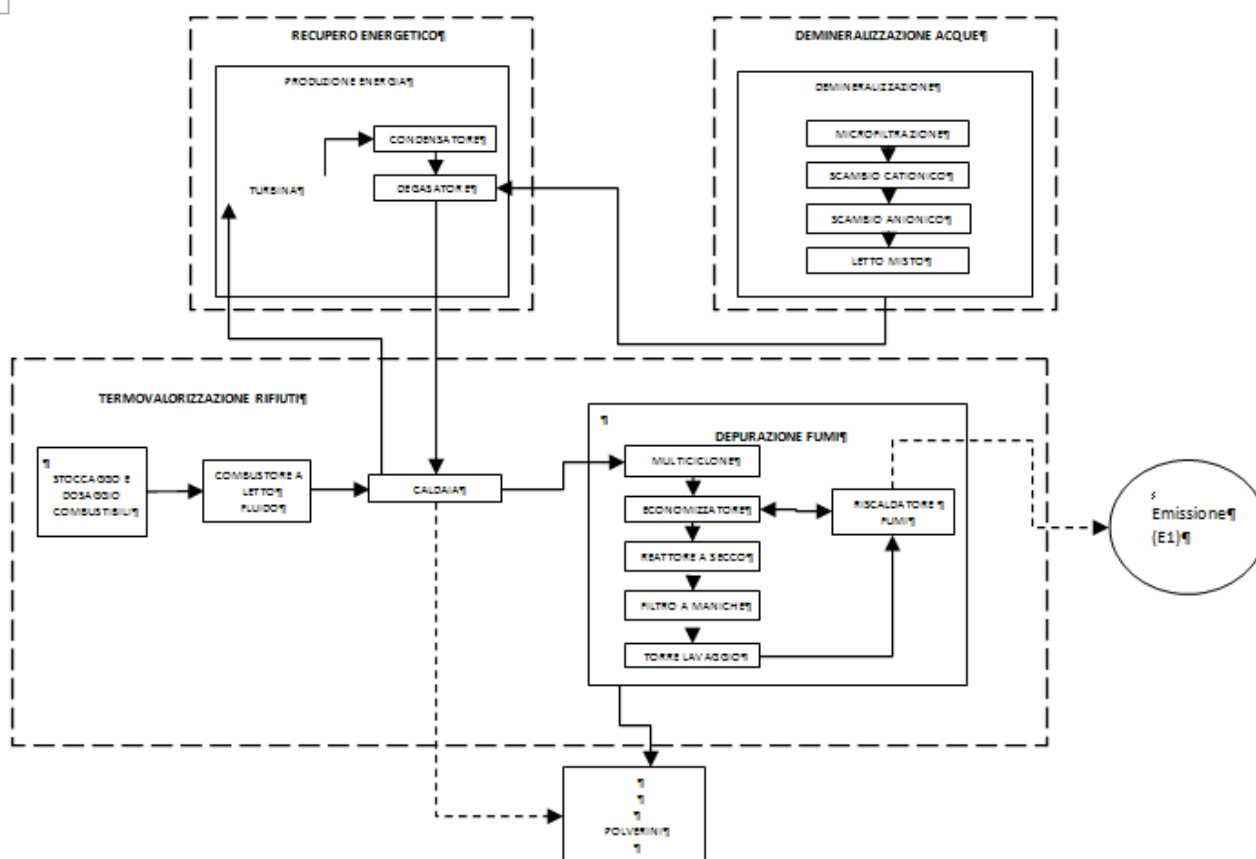 RECUPERO ENERGETICO¶
DEMINERALIZZAZIONE ACQUE¶
PRODUZIONE ENERGIA¶
DEMINERALIZZAZIONE¶
CONDENSATORE¶
MICROFILTRAZIONE¶
TURBINA¶
DEGASATORE¶
SCAMBIO CATIONICO¶
SCAMBIO ANIONICO¶
LETTO MISTO¶
TERMOVALORIZZAZIONE RIFIUTI¶
¶
DEPURAZIONE FUMI¶
¶
STOCCAGGIO E
DOSAGGIO
COMBUSTIBILI¶
COMBUSTORE A
LETTO¶
FLUIDO¶
CALDAIA¶
MULTICICLONE¶
ECONOMIZZATORE¶
RISCALDATORE ¶
FUMI¶
REATTORE A SECCO¶
FILTRO A MANICHE¶
TORRE LAVAGGIO¶
Emissione¶
(E1)¶
¶
¶
¶
POLVERINI¶
¶